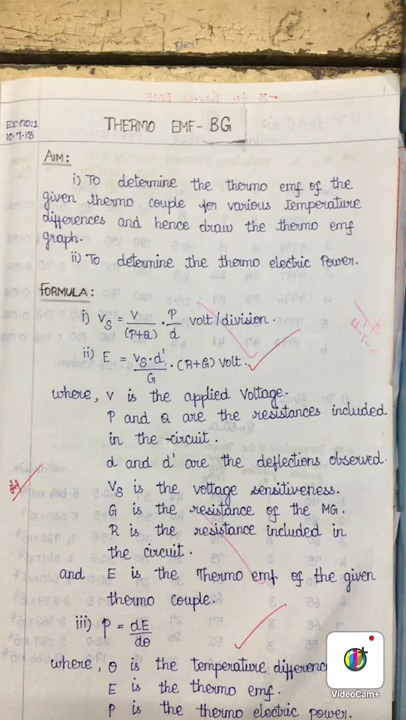 Ex.no:1
10-7-18
THERMO EMF - BG
AIM:
i) To determine the thermo emf of the
given thermo couple for various Temperature
differences and hence draw the thermo emf
graph.
ii) To determine the thermo electric Power.
FORMULA:
i) Vs = V/(P+Q) · P/d volt/division.
ii) E = Vs·d'/G · (R+G) volt.
where, V is the applied Voltage.
P and Q are the resistances included
in the circuit.
d and d' are the deflections observed.
Vs is the voltage sensitiveness.
G is the resistance of the MG.
R is the resistance included in
the circuit.
and E is the Thermo emf of the given
thermo couple.
iii) P = dE/dθ
where, θ is the temperature differenc
E is the thermo emf.
P is the thermo electric power.
VideoCam+